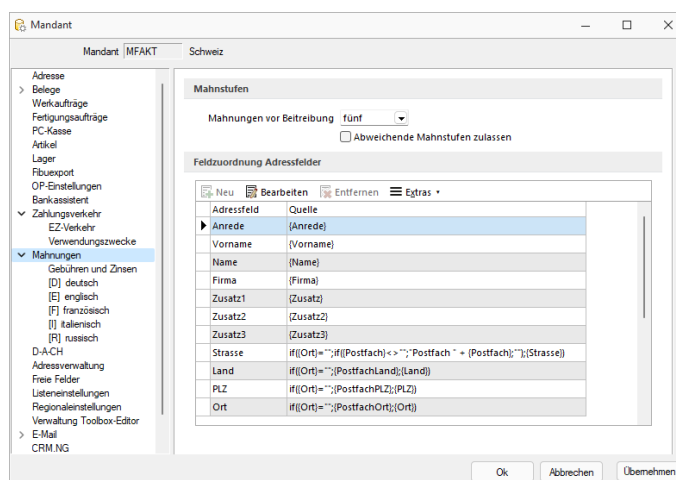 Mandant
Mandant MFAKT Schweiz
Adresse
Belege
Werkaufträge
Fertigungsaufträge
PC-Kasse
Artikel
Lager
Fibuexport
OP-Einstellungen
Bankassistent
Zahlungsverkehr
EZ-Verkehr
Verwendungszwecke
Mahnungen
Gebühren und Zinsen
[D] deutsch
[E] englisch
[F] französisch
[I] italienisch
[R] russisch
D-A-CH
Adressverwaltung
Freie Felder
Listeneinstellungen
Regionaleinstellungen
Verwaltung Toolbox-Editor
E-Mail
CRM.NG
Mahnstufen
Mahnungen vor Beitreibung fünf
Abweichende Mahnstufen zulassen
Feldzuordnung Adressfelder
Neu Bearbeiten Entfernen Extras
Adressfeld Quelle
Anrede {Anrede}
Vorname {Vorname}
Name {Name}
Firma {Firma}
Zusatz1 {Zusatz}
Zusatz2 {Zusatz2}
Zusatz3 {Zusatz3}
Strasse if({Ort}="";if({Postfach}<>"";"Postfach " + {Postfach};"");{Strasse})
Land if({Ort}="";{PostfachLand};{Land})
PLZ if({Ort}="";{PostfachPLZ};{PLZ})
Ort if({Ort}="";{PostfachOrt};{Ort})
Ok Abbrechen Übernehmen